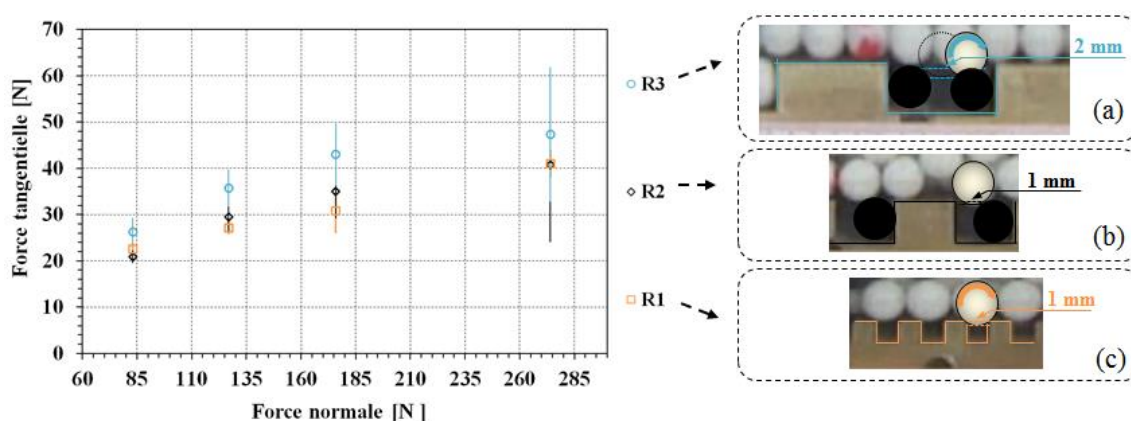 70
60
50
40
30
20
10
0
Force tangentielle [N]
60 85 110 135 160 185 210 235 260 285
Force normale [N ]
R3
R2
R1
2 mm
(a)
1 mm
(b)
1 mm
(c)